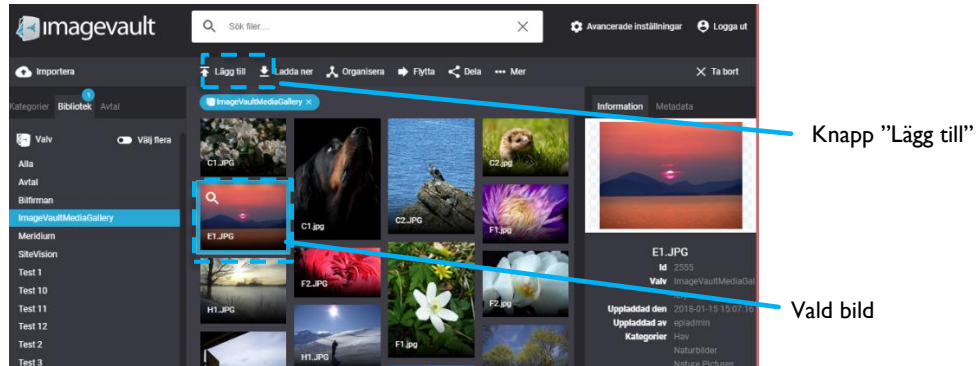 imagevault
Sök filer....
Avancerade inställningar
Logga ut
Importera
Lägg till
Ladda ner
Organisera
Flytta
Dela
Mer
Ta bort
Kategorier
Bibliotek
1
Avtal
ImageVaultMediaGallery
Information
Metadata
Valv
Välj flera
Alla
Avtal
Bilfirman
ImageVaultMediaGallery
Meridium
SiteVision
Test 1
Test 10
Test 11
Test 12
Test 2
Test 3
C1.JPG
E1.JPG
H1.JPG
C1.jpg
F2.JPG
H1.JPG
C2.JPG
F1.jpg
C2.jpg
F1.jpg
F2.jpg
E1.JPG
Id 2555
Valv ImageVaultMediaGal
Uppladdad den 2018-01-15 15:07:16
Uppladdad av epiadmin
Kategorier Hav
Naturbilder
Nature Pictures
Knapp ”Lägg till”
Vald bild